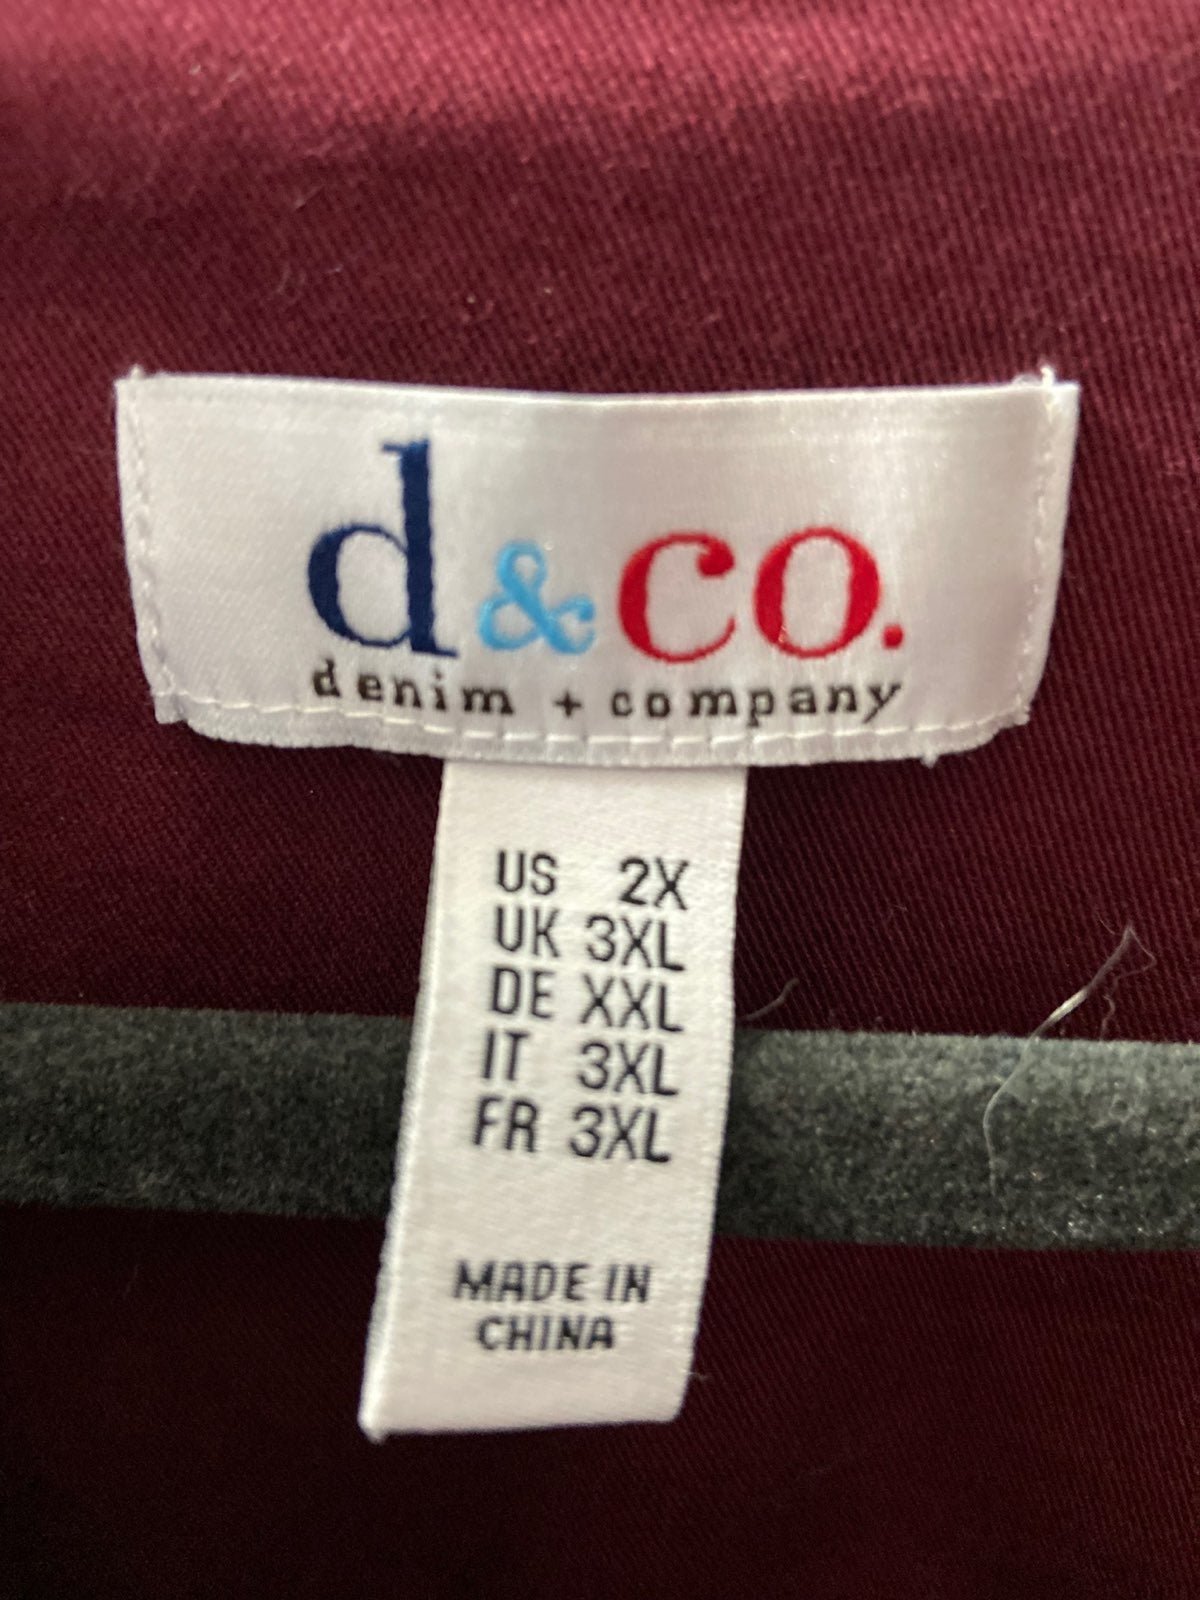 d&co.
denim + company
US 2X
UK 3XL
DE XXL
IT 3XL
FR 3XL
MADE IN
CHINA